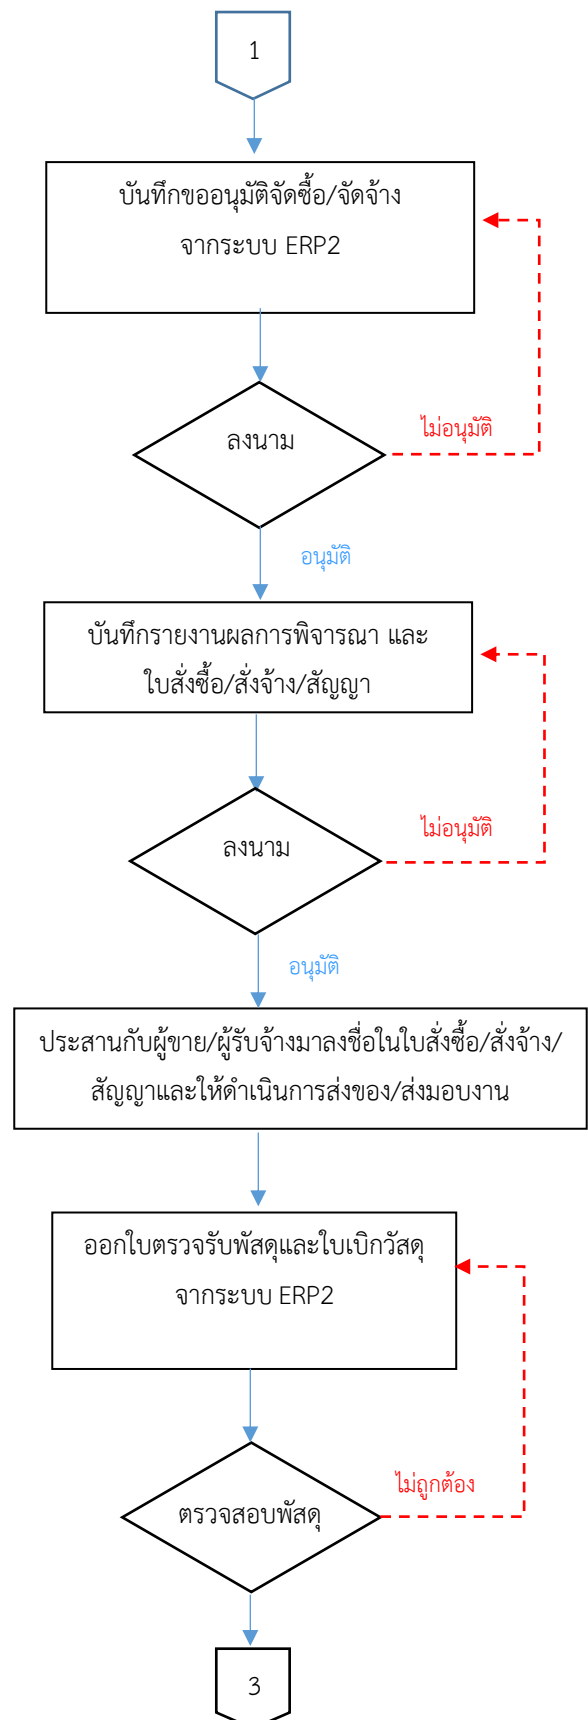 1
บันทึกขออนุมัติจัดซื้อ/จัดจ้าง
จากระบบ ERP2
ลงนาม
ไม่อนุมัติ
อนุมัติ
บันทึกรายงานผลการพิจารณา และ
ใบสั่งซื้อ/สั่งจ้าง/สัญญา
ลงนาม
ไม่อนุมัติ
อนุมัติ
ประสานกับผู้ขาย/ผู้รับจ้างมาลงชื่อในใบสั่งซื้อ/สั่งจ้าง/
สัญญาและให้ดำเนินการส่งของ/ส่งมอบงาน
ออกใบตรวจรับพัสดุและใบเบิกวัสดุ
จากระบบ ERP2
ไม่ถูกต้อง
ตรวจสอบพัสดุ
3